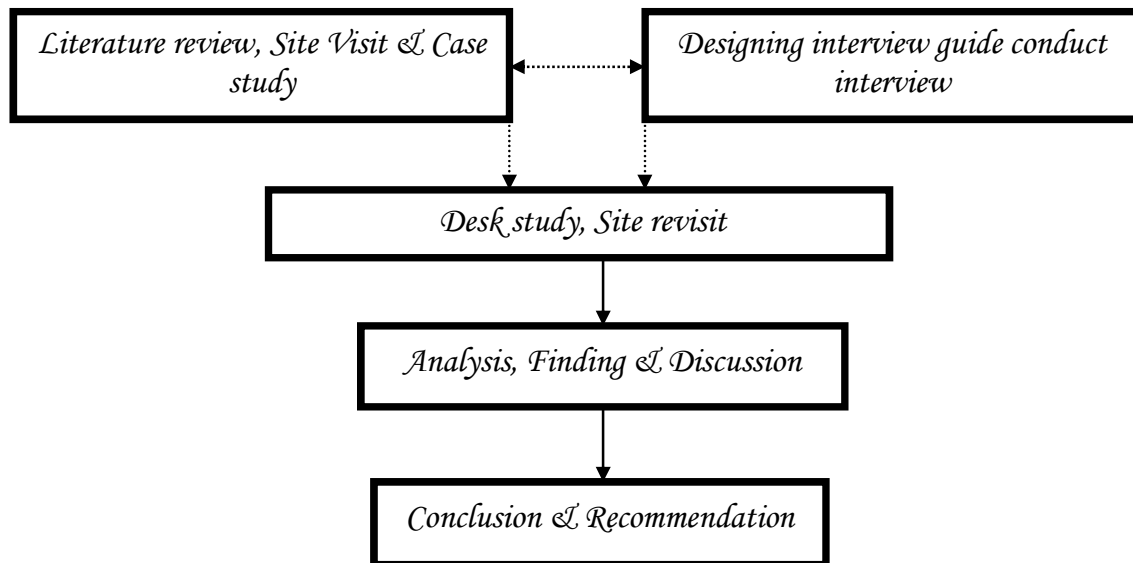 Literature review, Site Visit & Case
study
Designing interview guide conduct
interview
Desk study, Site revisit
Analysis, Finding & Discussion
Conclusion & Recommendation